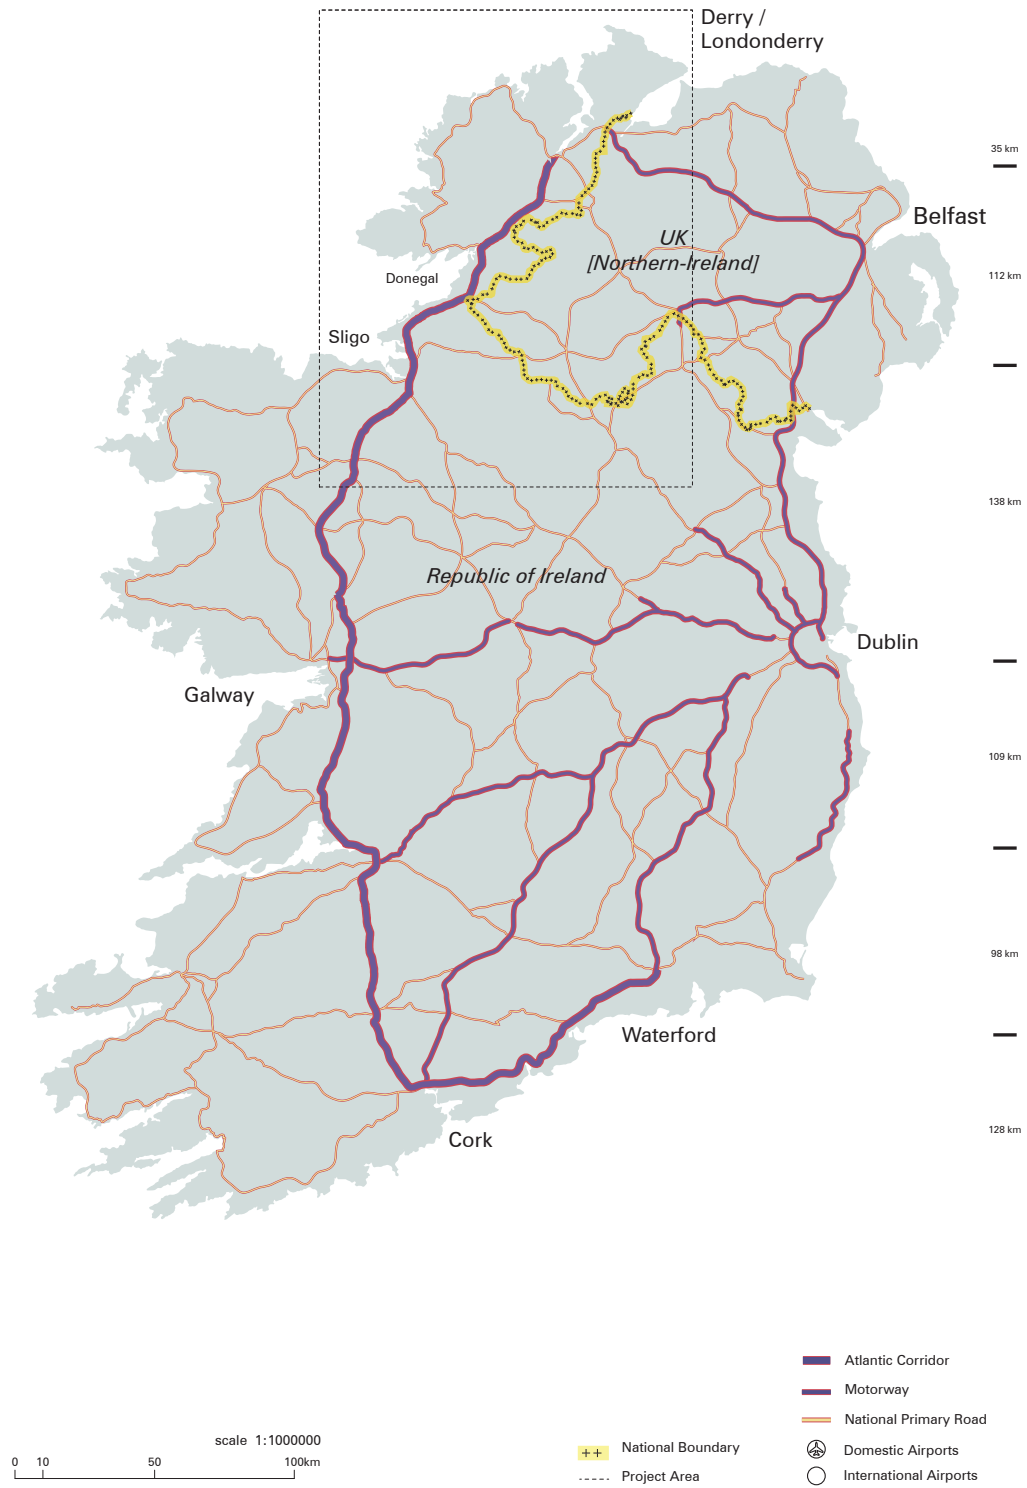 Derry /
Londonderry
35 km
Belfast
UK
[Northern-Ireland]
112 km
Donegal
Sligo
138 km
Republic of Ireland
Dublin
Galway
109 km
98 km
Waterford
128 km
Cork
Atlantic Corridor
Motorway
National Primary Road
Domestic Airports
International Airports
National Boundary
Project Area
scale 1:1000000
0 10 50 100km